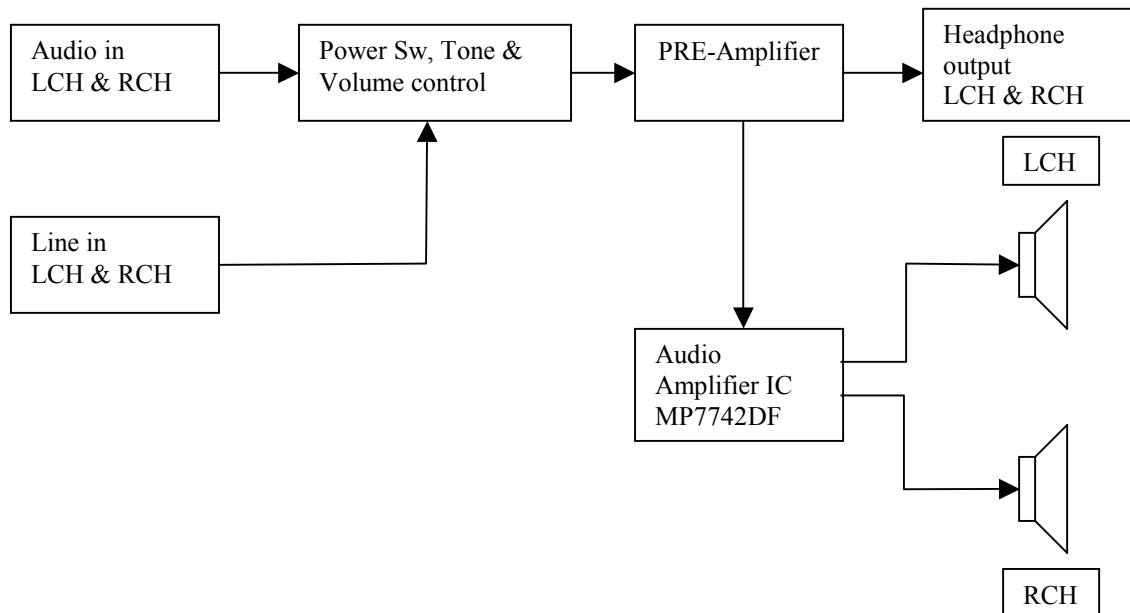 Audio in
LCH & RCH
Power Sw, Tone &
Volume control
PRE-Amplifier
Headphone
output
LCH & RCH
LCH
Line in
LCH & RCH
Audio
Amplifier IC
MP7742DF
RCH